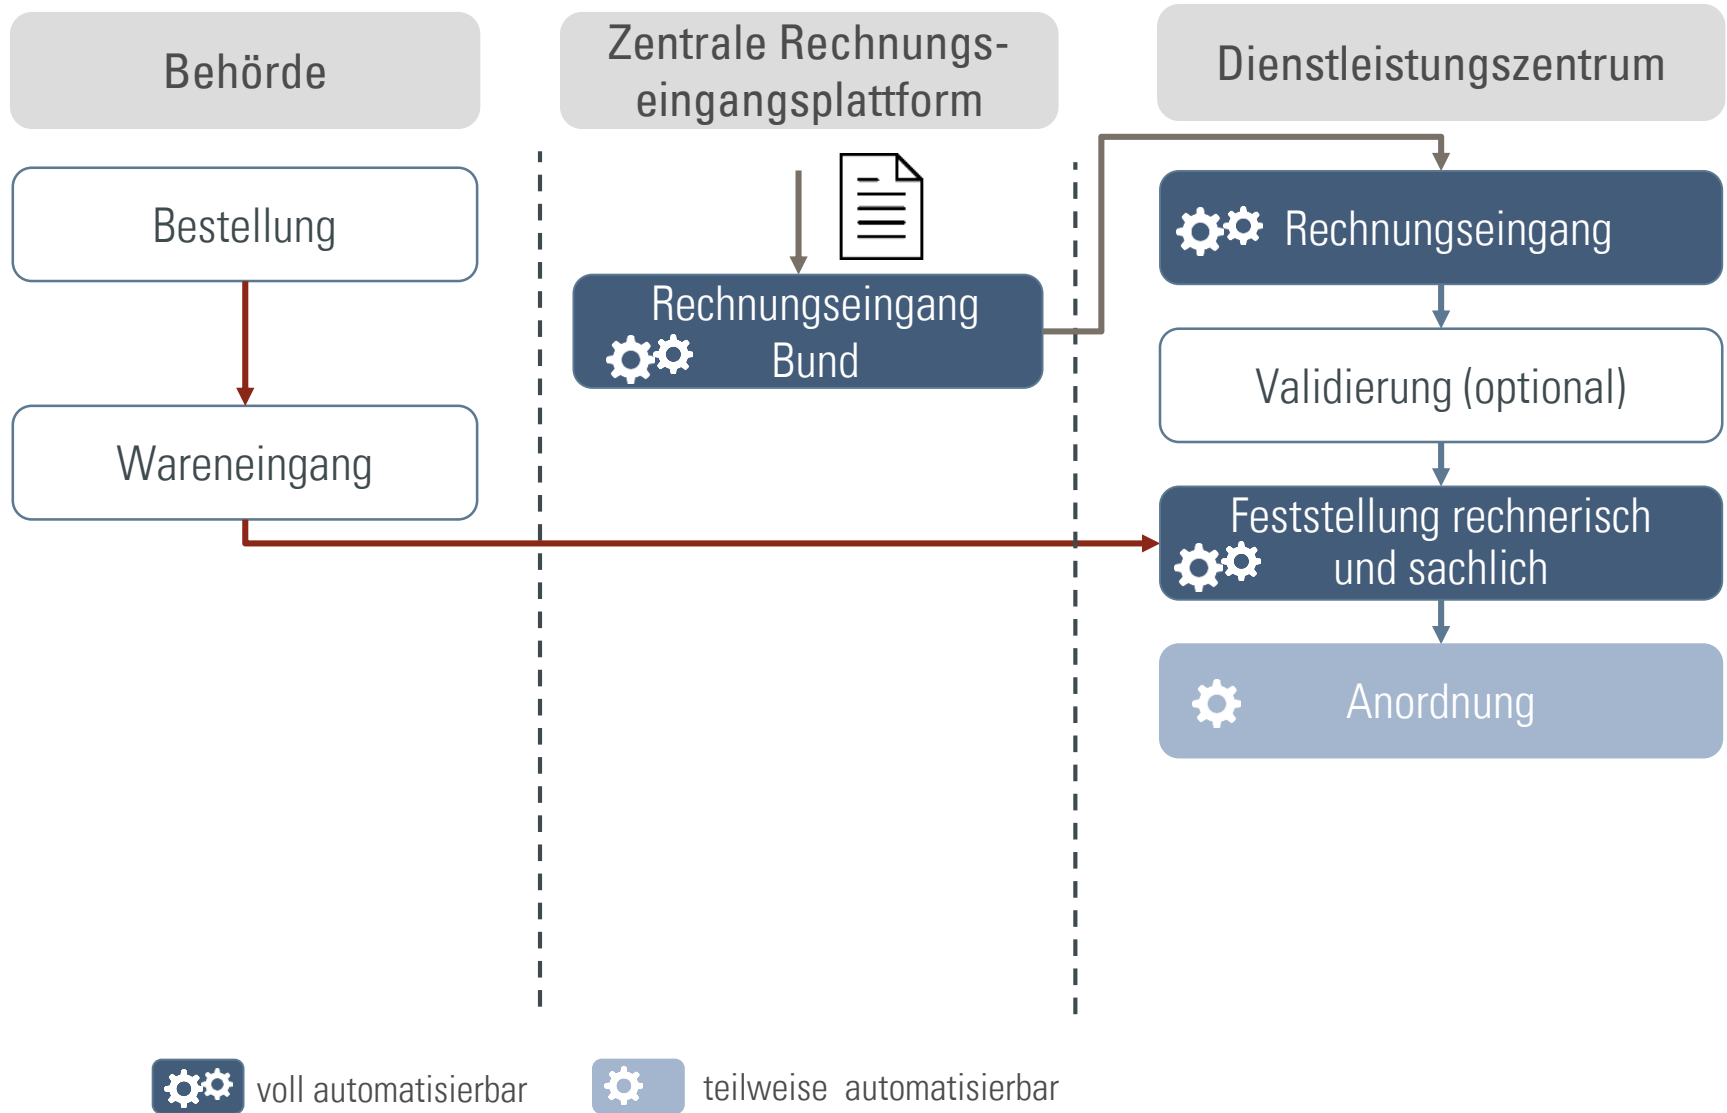 Behörde
Zentrale Rechnungs-
eingangsplattform
Dienstleistungszentrum
Bestellung
Wareneingang
Rechnungseingang
Bund
Rechnungseingang
Validierung (optional)
Feststellung rechnerisch
und sachlich
Anordnung
voll automatisierbar
teilweise automatisierbar